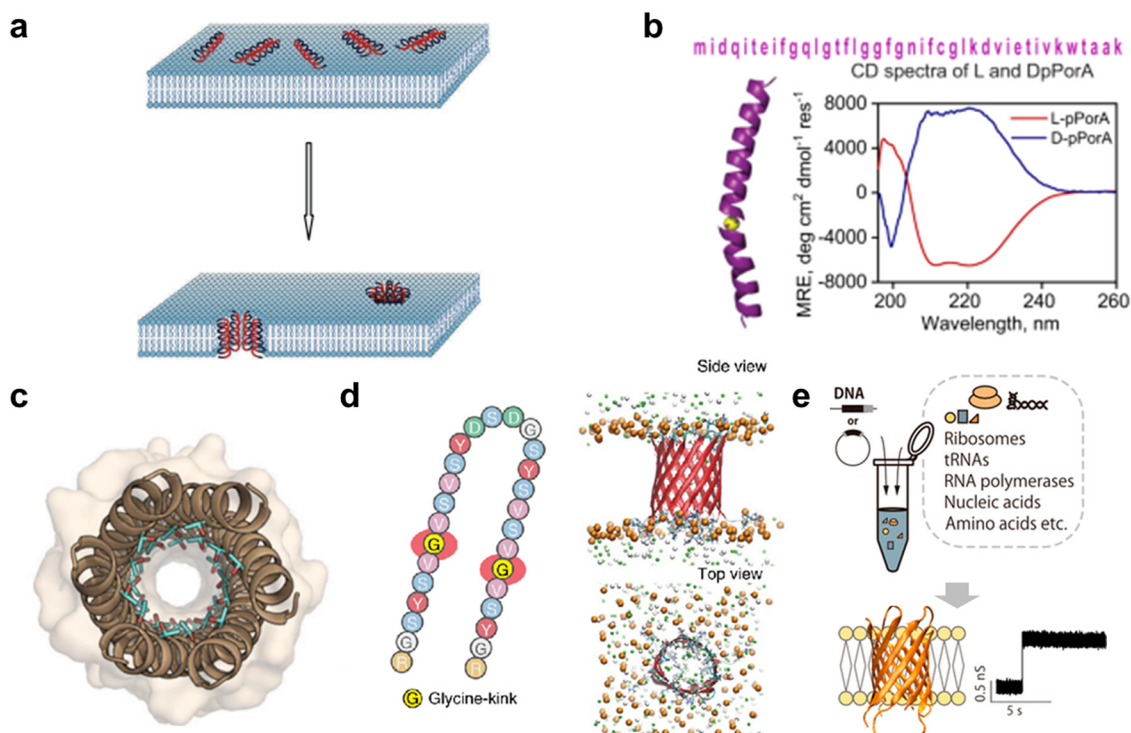 a
b
midqiteifgqlgtflggfgnifcglkdvietivkwtaak
CD spectra of L and DpPorA
MRE, deg cm² dmol⁻¹ res⁻¹
8000
4000
0
-4000
-8000
L-pPorA
D-pPorA
200
220
240
260
Wavelength, nm
c
d
R G S Y S V G V S V S Y D S D G S Y S V S V G V S Y G R
G Glycine-kink
Side view
Top view
e
DNA
or
Ribosomes
tRNAs
RNA polymerases
Nucleic acids
Amino acids etc.
0.5 nS
5 s